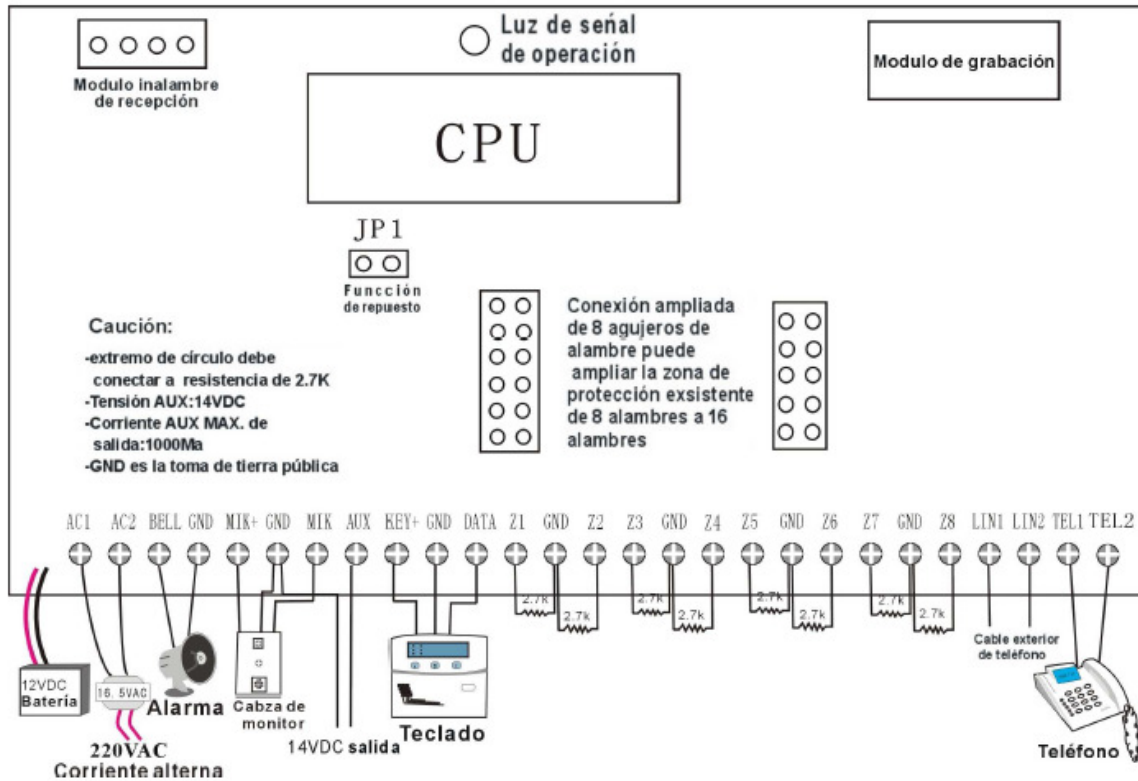 Luz de señal
de operación
Modulo inalambre
de recepción
Modulo de grabación
CPU
JP1
Funcción
de repuesto
Caución:
-extremo de círculo debe
conectar a resistencia de 2.7K
-Tensión AUX:14VDC
-Corriente AUX MAX. de
salida:1000Ma
-GND es la toma de tierra pública
Conexión ampliada
de 8 agujeros de
alambre puede
ampliar la zona de
protección exsistente
de 8 alambres a 16
alambres
AC1 AC2 BELL GND MIK+ GND MIK AUX KEY+ GND DATA Z1 GND Z2 Z3 GND Z4 Z5 GND Z6 Z7 GND Z8 LIN1 LIN2 TEL1 TEL2
2.7k
2.7k
2.7k
2.7k
2.7k
2.7k
2.7k
2.7k
12VDC
Batería
16.5VAC
220VAC
Corriente alterna
Alarma
Cabza de
monitor
14VDC salida
Teclado
Cable exterior
de teléfono
Teléfono